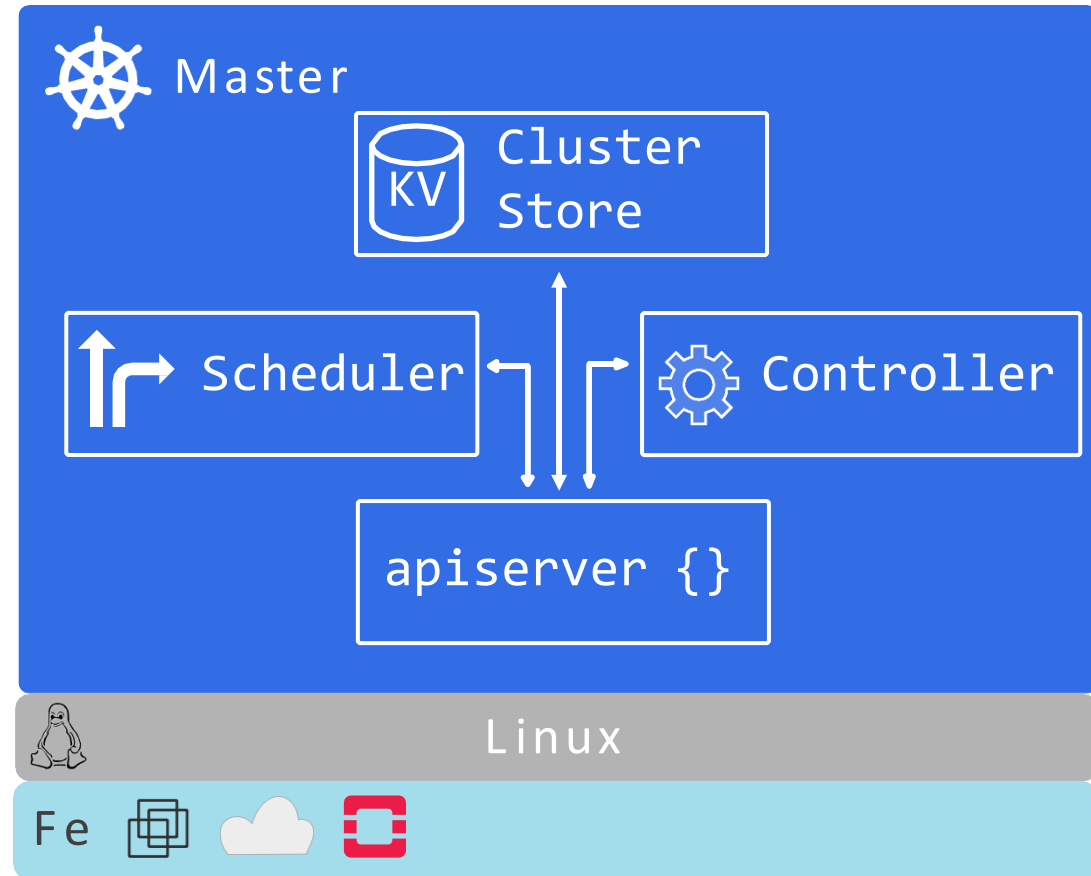 Master
KV
Cluster
Store
Scheduler
Controller
apiserver {}
Linux
Fe